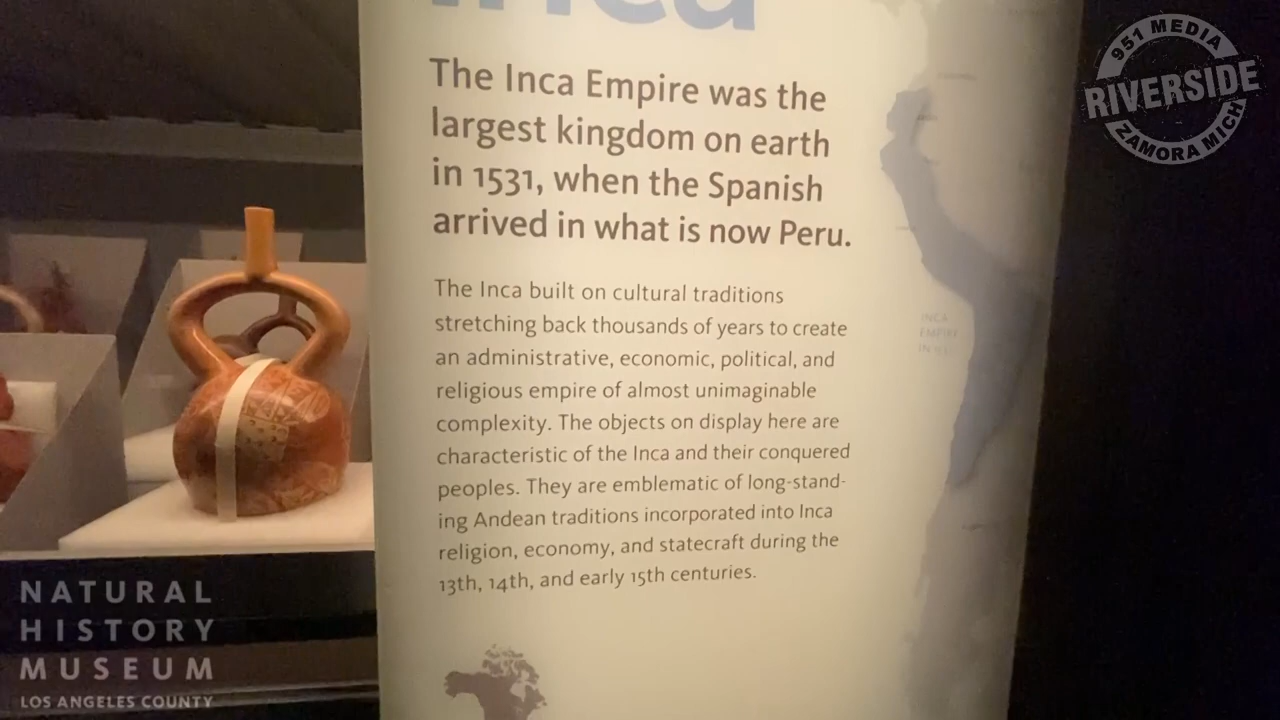 Inca
The Inca Empire was the
largest kingdom on earth
in 1531, when the Spanish
arrived in what is now Peru.
The Inca built on cultural traditions
stretching back thousands of years to create
an administrative, economic, political, and
religious empire of almost unimaginable
complexity. The objects on display here are
characteristic of the Inca and their conquered
peoples. They are emblematic of long-stand-
ing Andean traditions incorporated into Inca
religion, economy, and statecraft during the
13th, 14th, and early 15th centuries.
INCA
EMPIRE
IN
951 MEDIA
RIVERSIDE
ZAMORA MICH
NATURAL
HISTORY
MUSEUM
LOS ANGELES COUNTY